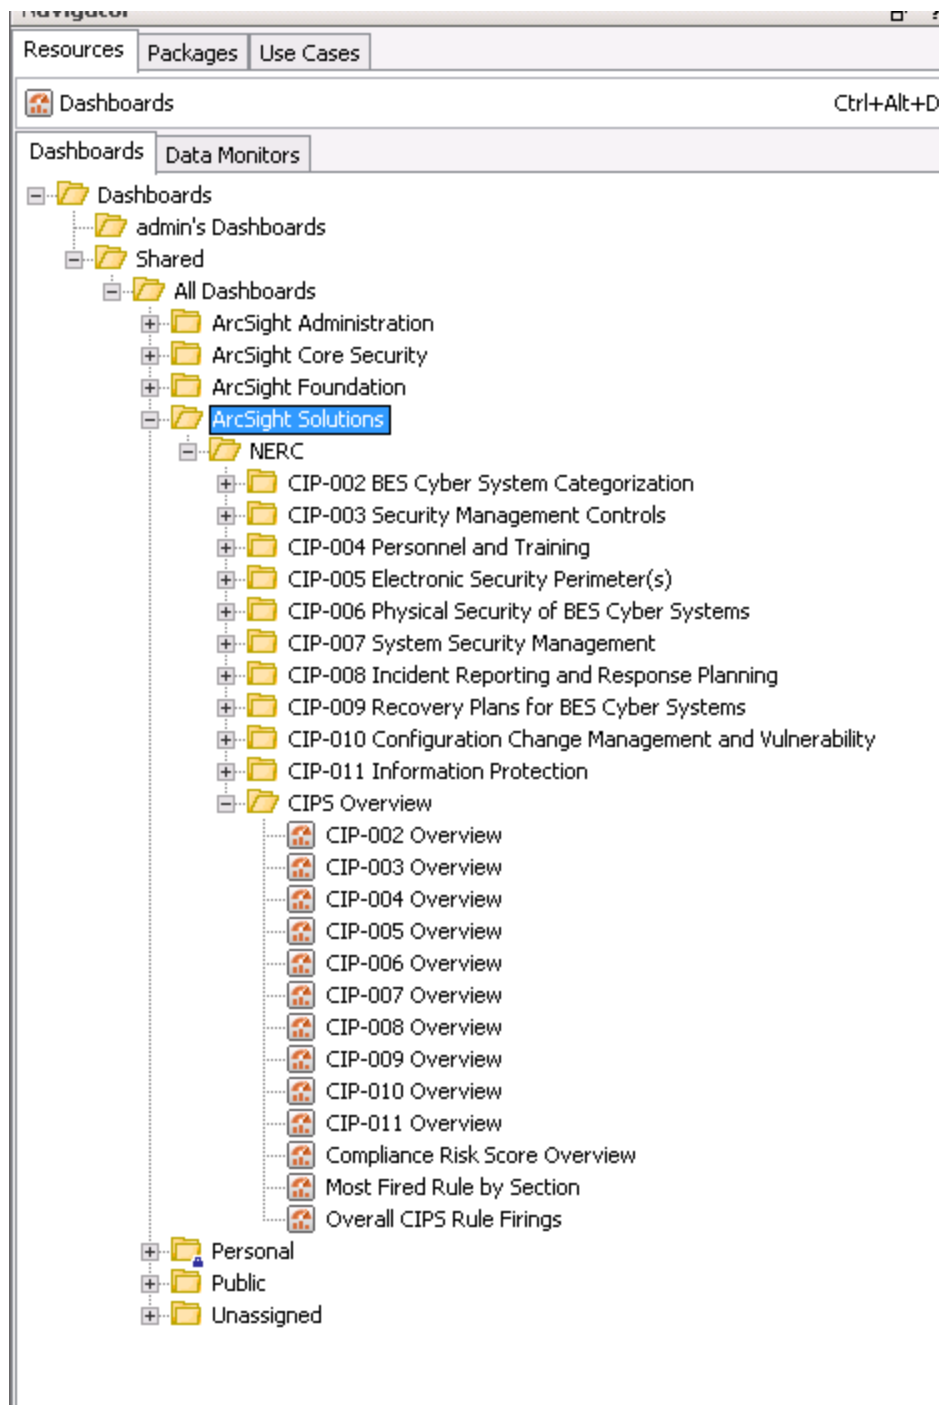 Navigator
Resources Packages Use Cases
Dashboards Ctrl+Alt+D
Dashboards Data Monitors
Dashboards
admin's Dashboards
Shared
All Dashboards
ArcSight Administration
ArcSight Core Security
ArcSight Foundation
ArcSight Solutions
NERC
CIP-002 BES Cyber System Categorization
CIP-003 Security Management Controls
CIP-004 Personnel and Training
CIP-005 Electronic Security Perimeter(s)
CIP-006 Physical Security of BES Cyber Systems
CIP-007 System Security Management
CIP-008 Incident Reporting and Response Planning
CIP-009 Recovery Plans for BES Cyber Systems
CIP-010 Configuration Change Management and Vulnerability
CIP-011 Information Protection
CIPS Overview
CIP-002 Overview
CIP-003 Overview
CIP-004 Overview
CIP-005 Overview
CIP-006 Overview
CIP-007 Overview
CIP-008 Overview
CIP-009 Overview
CIP-010 Overview
CIP-011 Overview
Compliance Risk Score Overview
Most Fired Rule by Section
Overall CIPS Rule Firings
Personal
Public
Unassigned